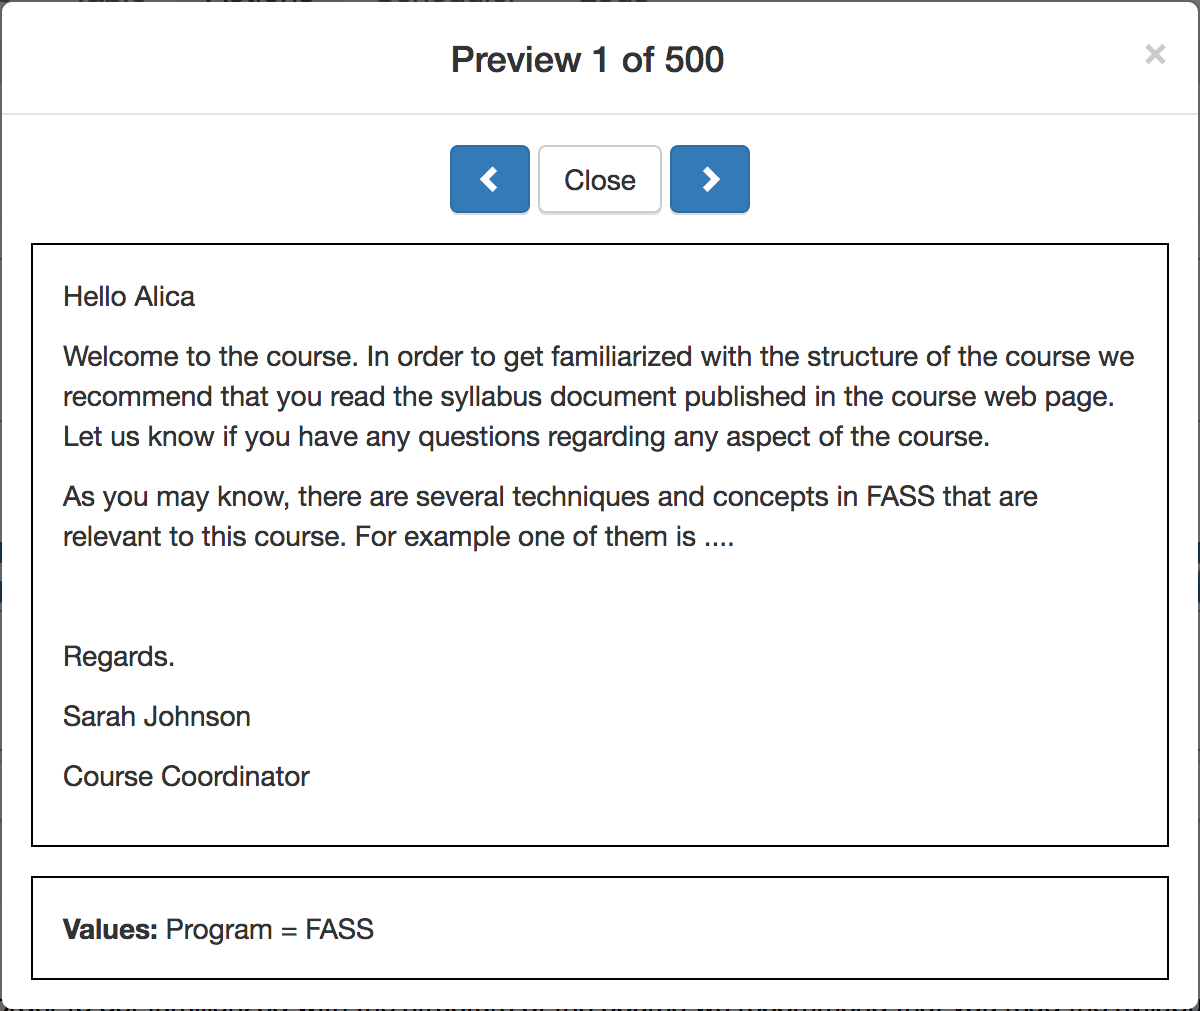 Preview 1 of 500
×
Close
Hello Alica
Welcome to the course. In order to get familiarized with the structure of the course we
recommend that you read the syllabus document published in the course web page.
Let us know if you have any questions regarding any aspect of the course.
As you may know, there are several techniques and concepts in FASS that are
relevant to this course. For example one of them is ....
Regards.
Sarah Johnson
Course Coordinator
Values: Program = FASS